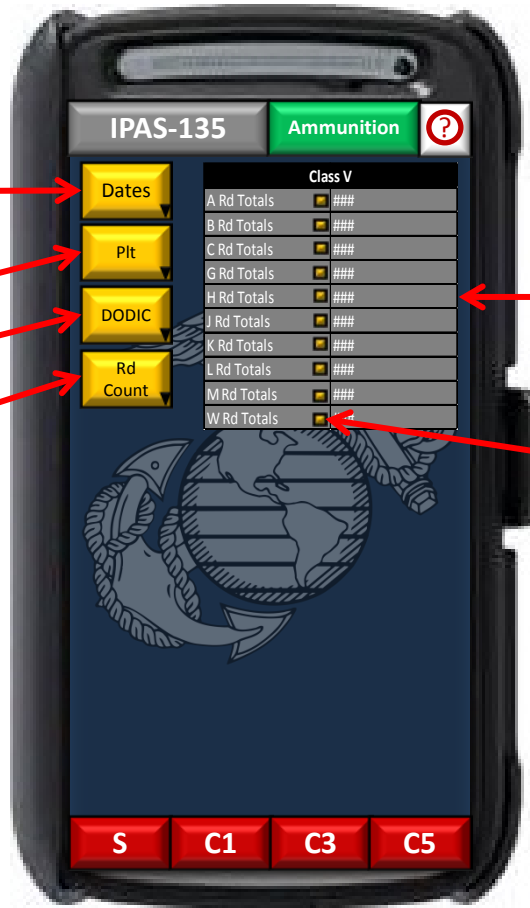 IPAS-135
Ammunition
?
Dates
Plt
DODIC
Rd
Count
Class V
A Rd Totals ###
B Rd Totals ###
C Rd Totals ###
G Rd Totals ###
H Rd Totals ###
J Rd Totals ###
K Rd Totals ###
L Rd Totals ###
M Rd Totals ###
W Rd Totals ###
S C1 C3 C5